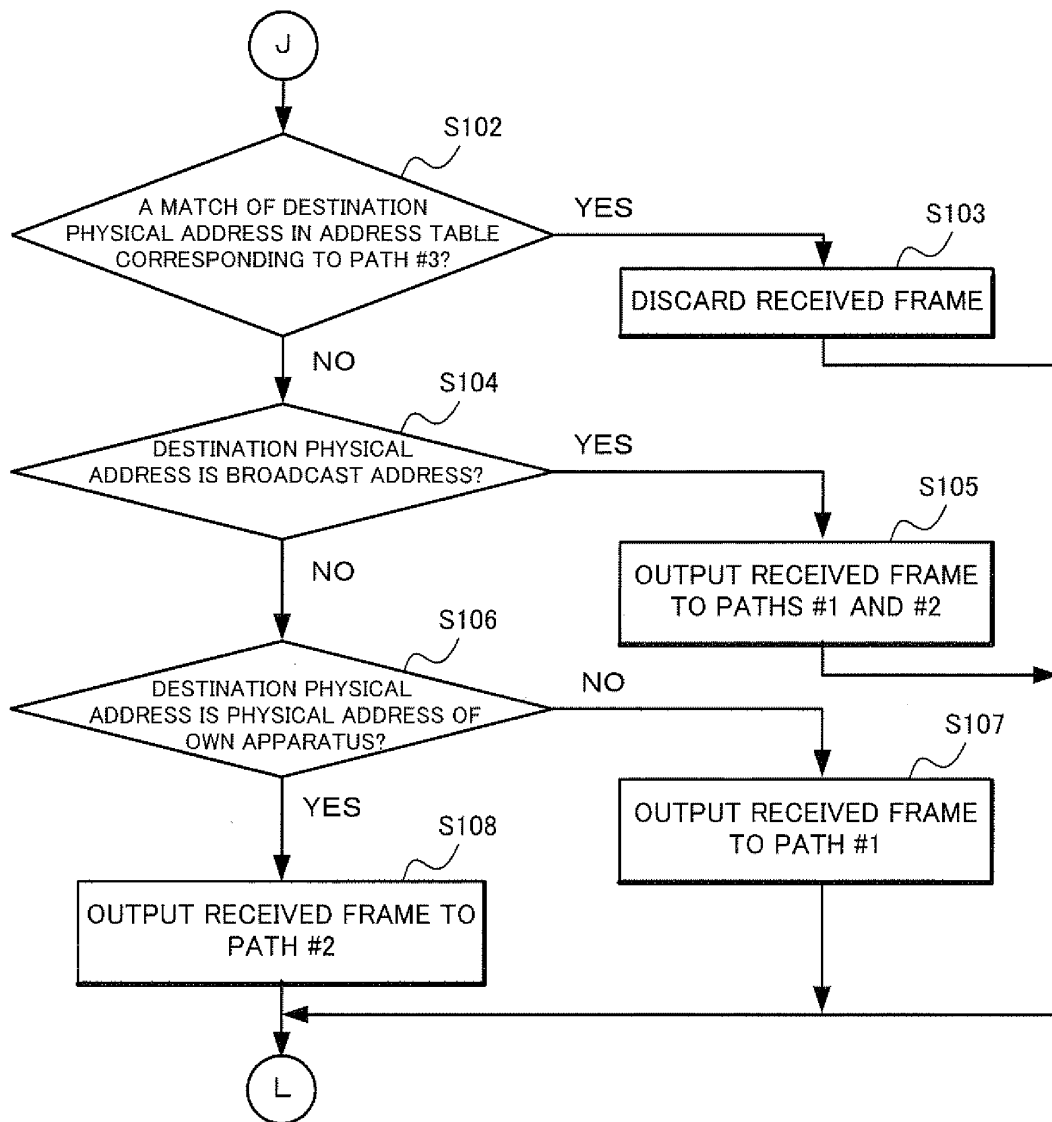 J
S102
A MATCH OF DESTINATION
PHYSICAL ADDRESS IN ADDRESS TABLE
CORRESPONDING TO PATH #3?
YES
S103
DISCARD RECEIVED FRAME
NO
S104
DESTINATION PHYSICAL
ADDRESS IS BROADCAST ADDRESS?
YES
S105
OUTPUT RECEIVED FRAME
TO PATHS #1 AND #2
NO
S106
DESTINATION PHYSICAL
ADDRESS IS PHYSICAL ADDRESS OF
OWN APPARATUS?
NO
S107
OUTPUT RECEIVED FRAME
TO PATH #1
YES
S108
OUTPUT RECEIVED FRAME TO
PATH #2
L